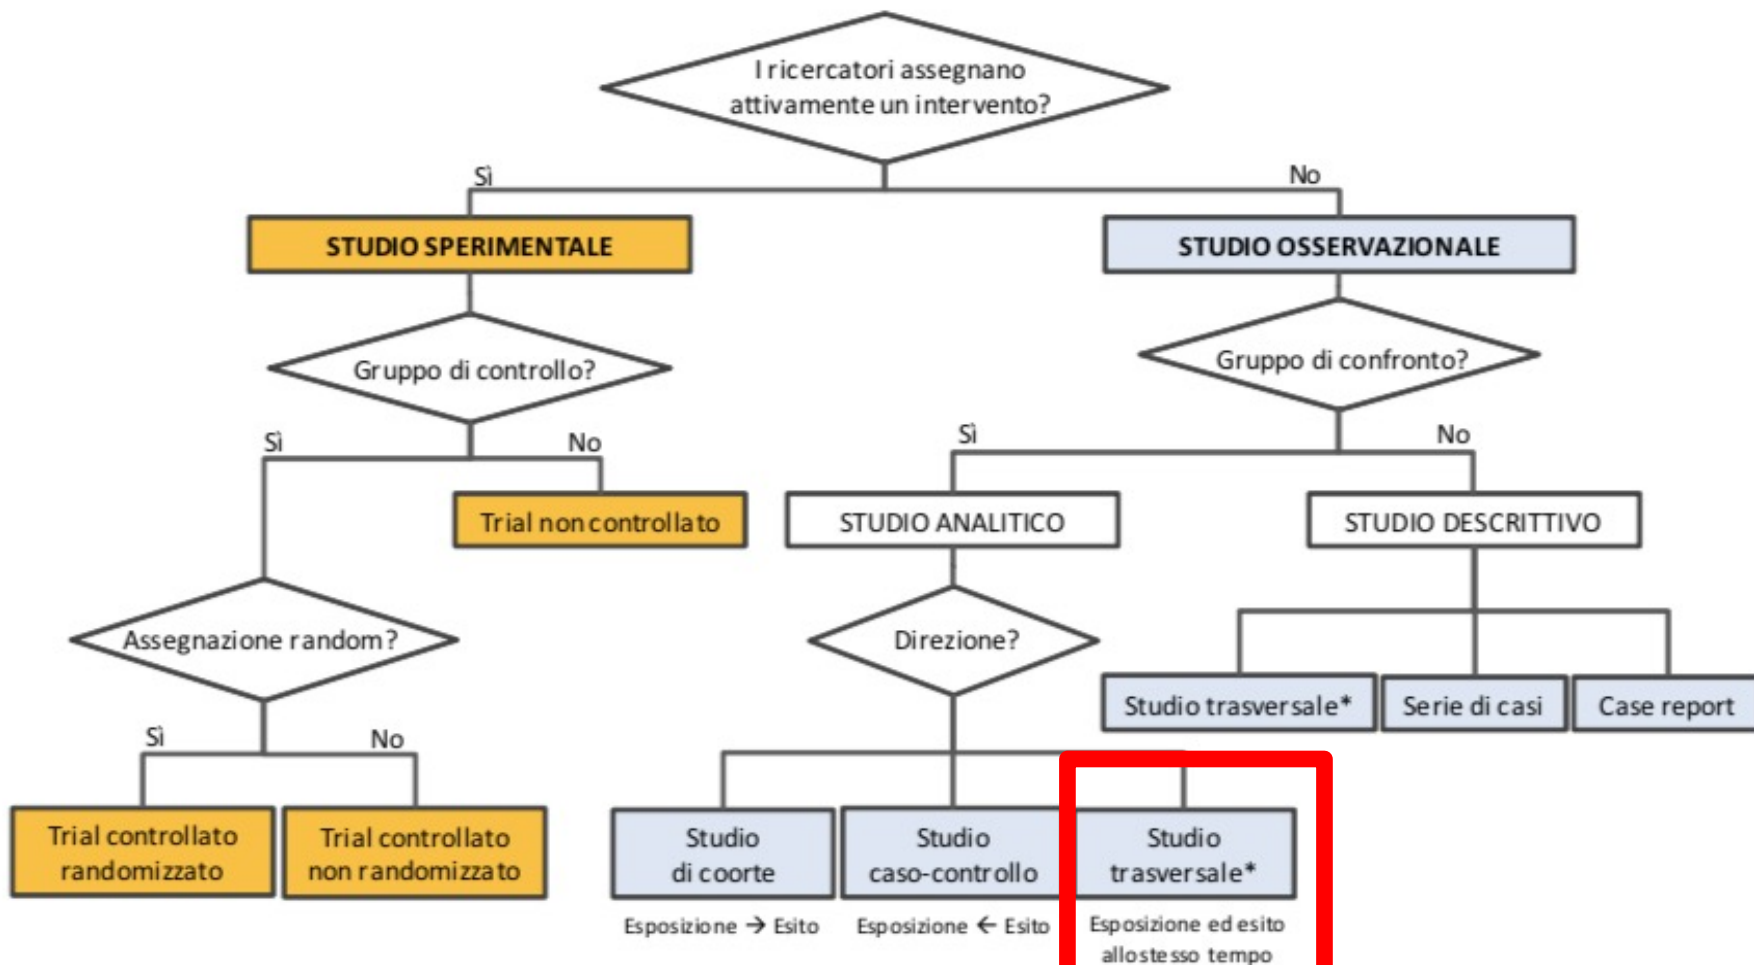 I ricercatori assegnano
attivamente un intervento?
Sì
No
STUDIO SPERIMENTALE
STUDIO OSSERVAZIONALE
Gruppo di controllo?
Gruppo di confronto?
Sì
No
Sì
No
Trial non controllato
STUDIO ANALITICO
STUDIO DESCRITTIVO
Assegnazione random?
Direzione?
Studio trasversale*
Serie di casi
Case report
Sì
No
Trial controllato
randomizzato
Trial controllato
non randomizzato
Studio
di coorte
Studio
caso-controllo
Studio
trasversale*
Esposizione → Esito
Esposizione ← Esito
Esposizione ed esito
allo stesso tempo